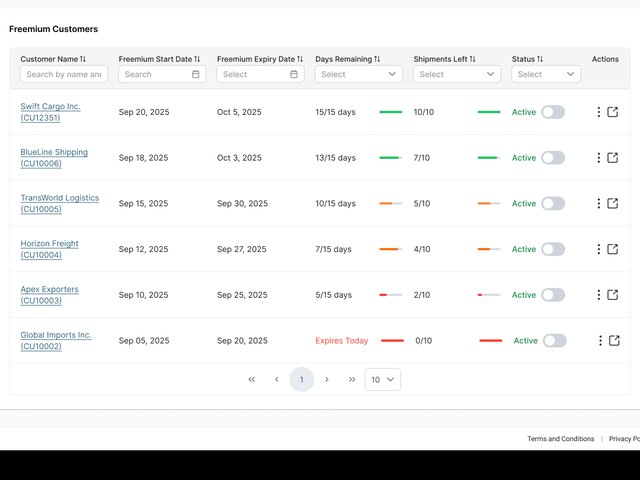 Freemium Customers
Customer Name Freemium Start Date Freemium Expiry Date Days Remaining Shipments Left Status Actions
Search by name Search Select Select Select Select
Swift Cargo Inc. (CU12351) Sep 20, 2025 Oct 5, 2025 15/15 days 10/10 Active
BlueLine Shipping (CU10006) Sep 18, 2025 Oct 3, 2025 13/15 days 7/10 Active
TransWorld Logistics (CU10005) Sep 15, 2025 Sep 30, 2025 10/15 days 5/10 Active
Horizon Freight (CU10004) Sep 12, 2025 Sep 27, 2025 7/15 days 4/10 Active
Apex Exporters (CU10003) Sep 10, 2025 Sep 25, 2025 5/15 days 2/10 Active
Global Imports Inc. (CU10002) Sep 05, 2025 Sep 20, 2025 Expires Today 0/10 Active
1 10
Terms and Conditions | Privacy